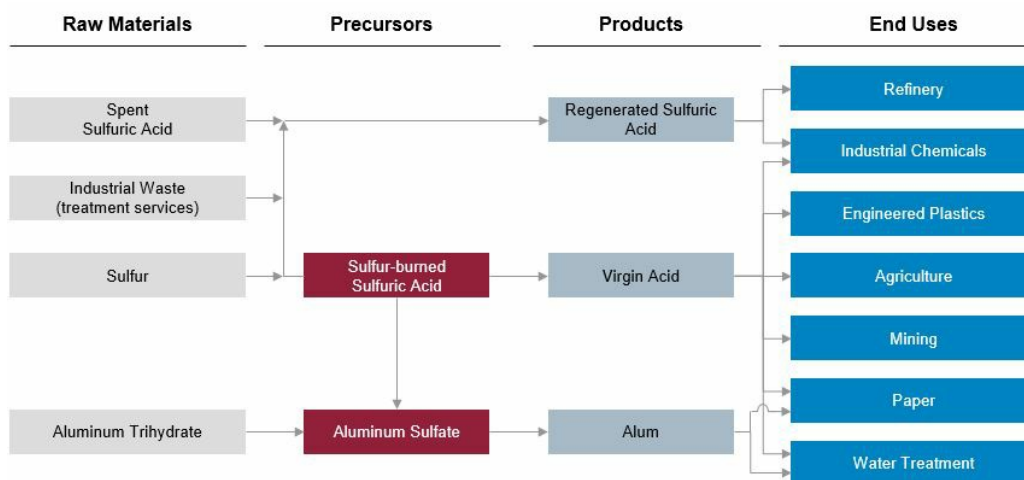 Raw Materials
Precursors
Products
End Uses
Spent
Sulfuric Acid
Industrial Waste
(treatment services)
Sulfur
Aluminum Trihydrate
Sulfur-burned
Sulfuric Acid
Aluminum Sulfate
Regenerated Sulfuric
Acid
Virgin Acid
Alum
Refinery
Industrial Chemicals
Engineered Plastics
Agriculture
Mining
Paper
Water Treatment